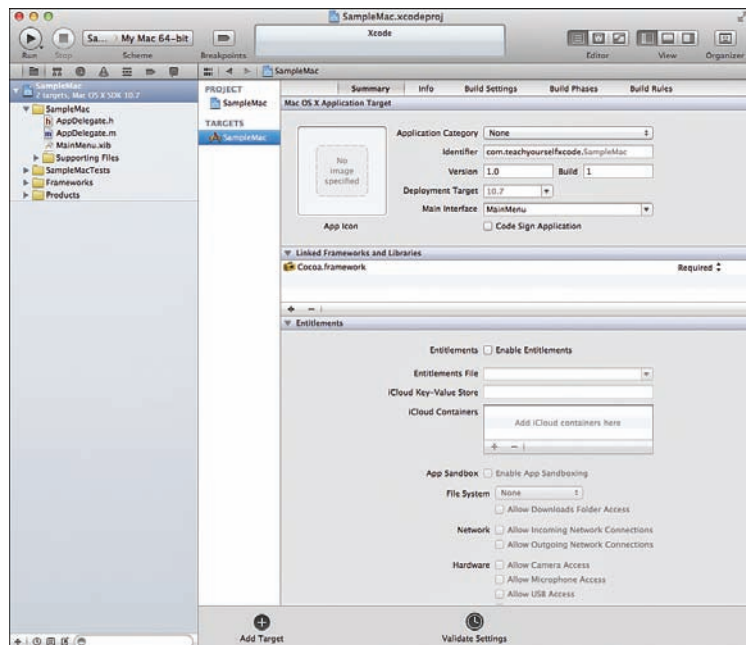 SampleMac.xcodeproj
Sa... My Mac 64-bit
Xcode
Run Stop Scheme Breakpoints Editor View Organizer
SampleMac
SampleMac
2 targets, Mac OS X SDK 10.7
SampleMac
AppDelegate.h
AppDelegate.m
MainMenu.xib
Supporting Files
SampleMacTests
Frameworks
Products
PROJECT
SampleMac
TARGETS
SampleMac
Summary Info Build Settings Build Phases Build Rules
Mac OS X Application Target
No
image
specified
App Icon
Application Category None
Identifier com.teachyourselfxcode.SampleMac
Version 1.0 Build 1
Deployment Target 10.7
Main Interface MainMenu
Code Sign Application
Linked Frameworks and Libraries
Cocoa.framework Required
Entitlements
Entitlements Enable Entitlements
Entitlements File
iCloud Key-Value Store
iCloud Containers
Add iCloud containers here
App Sandbox Enable App Sandboxing
File System None
Allow Downloads Folder Access
Network Allow Incoming Network Connections
Allow Outgoing Network Connections
Hardware Allow Camera Access
Allow Microphone Access
Allow USB Access
Add Target
Validate Settings